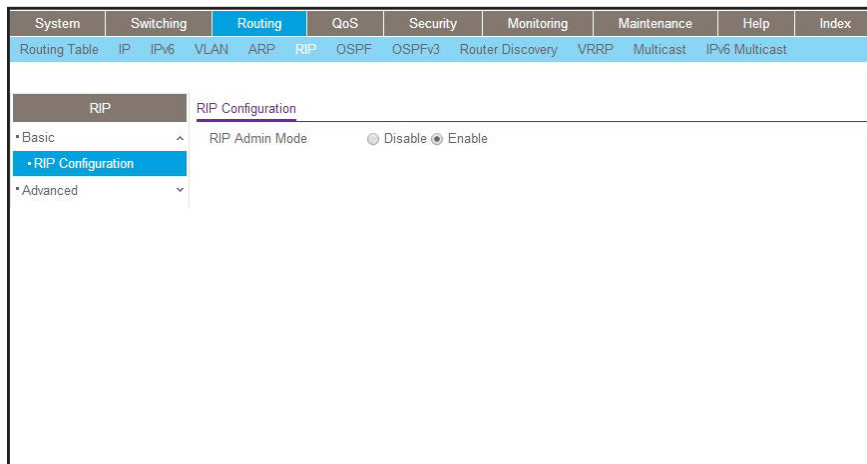 System Switching Routing QoS Security Monitoring Maintenance Help Index
Routing Table IP IPv6 VLAN ARP RIP OSPF OSPFv3 Router Discovery VRRP Multicast IPv6 Multicast
RIP
Basic
RIP Configuration
Advanced
RIP Configuration
RIP Admin Mode Disable Enable